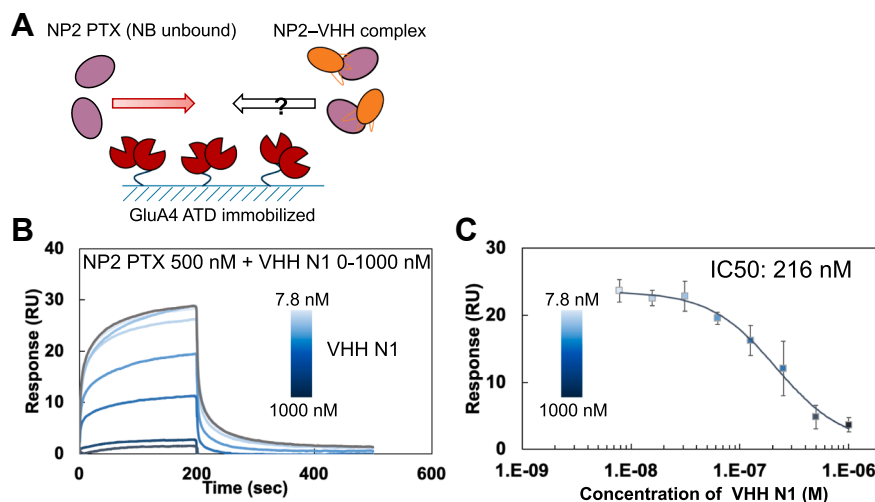 A
NP2 PTX (NB unbound)
NP2–VHH complex
?
GluA4 ATD immobilized
B
NP2 PTX 500 nM + VHH N1 0-1000 nM
40
30
20
10
0
Response (RU)
7.8 nM
VHH N1
1000 nM
0
200
400
600
Time (sec)
C
IC50: 216 nM
30
20
10
0
Response (RU)
7.8 nM
1000 nM
1.E-09
1.E-08
1.E-07
1.E-06
Concentration of VHH N1 (M)